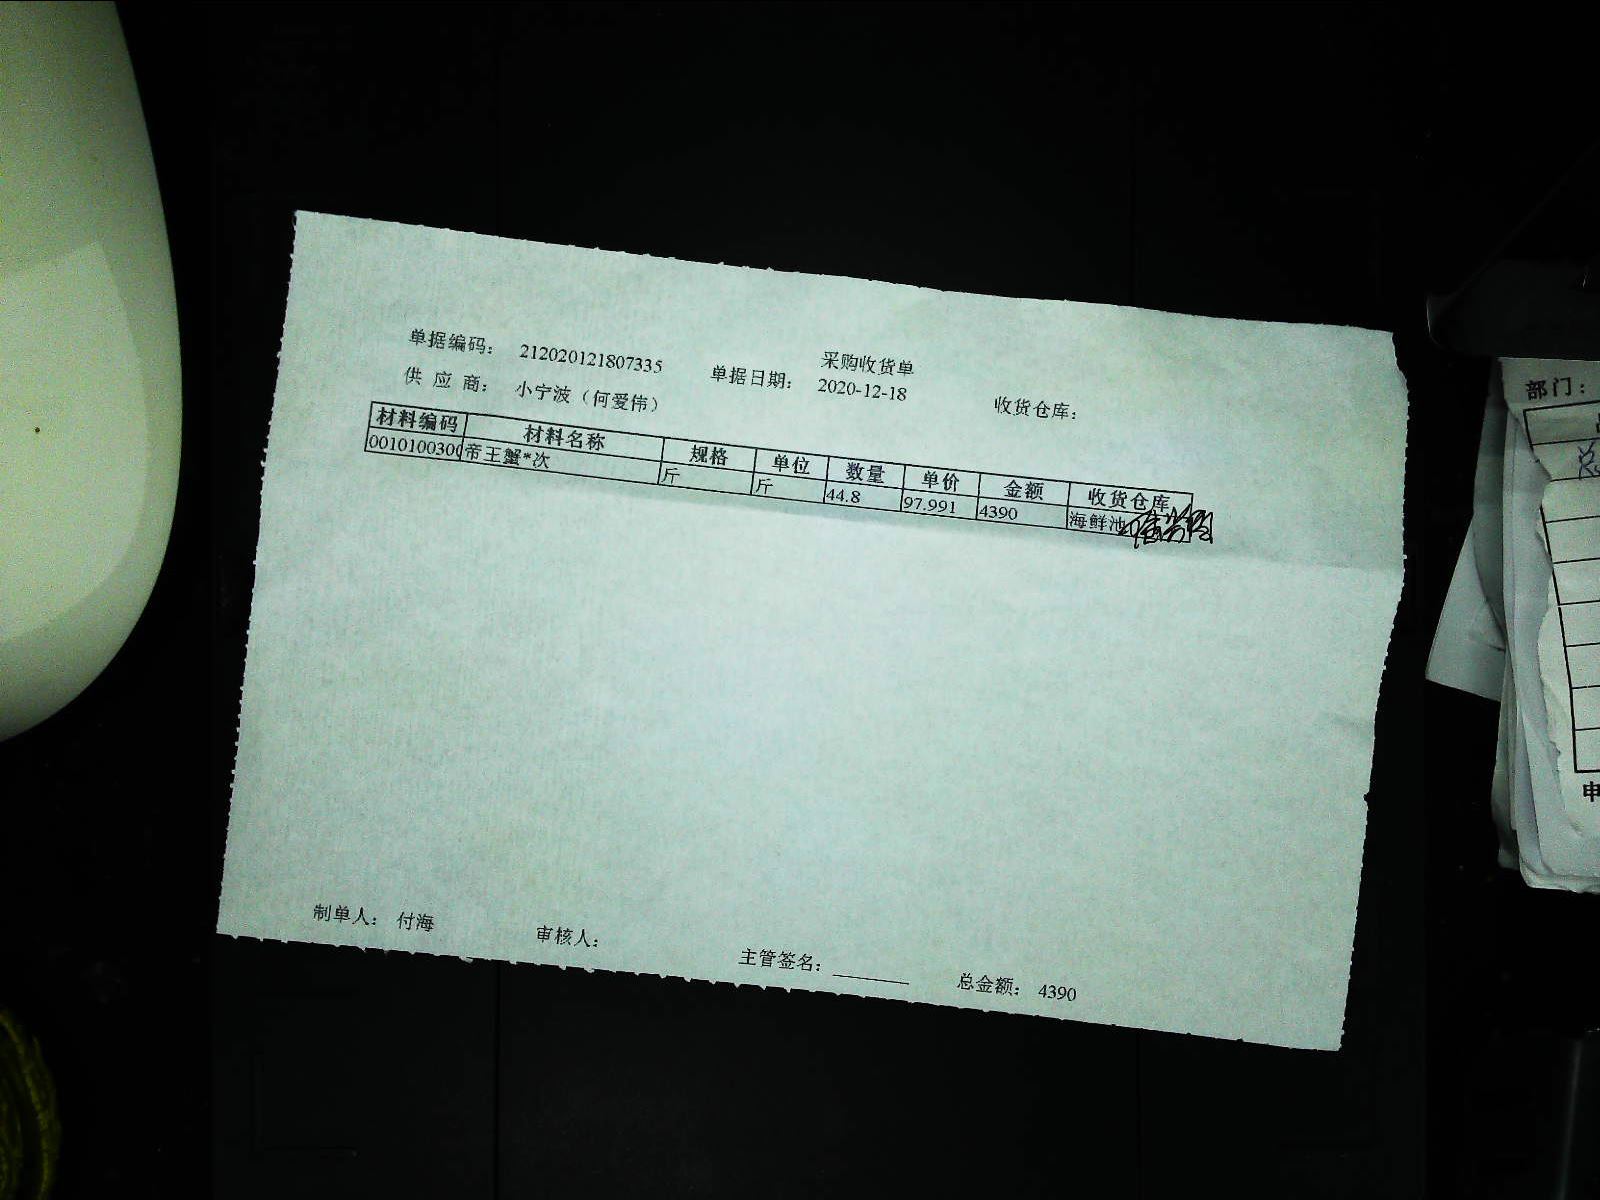 采购收货单
单据编码： 212020121807335 单据日期： 2020-12-18 收货仓库：
供 应 商： 小宁波（何爱伟）
材料编码 材料名称 规格 单位 数量 单价 金额 收货仓库
0010100300 帝王蟹*次 斤 斤 44.8 97.991 4390 海鲜池
制单人： 付海 审核人： 主管签名： 总金额： 4390
部门：
申